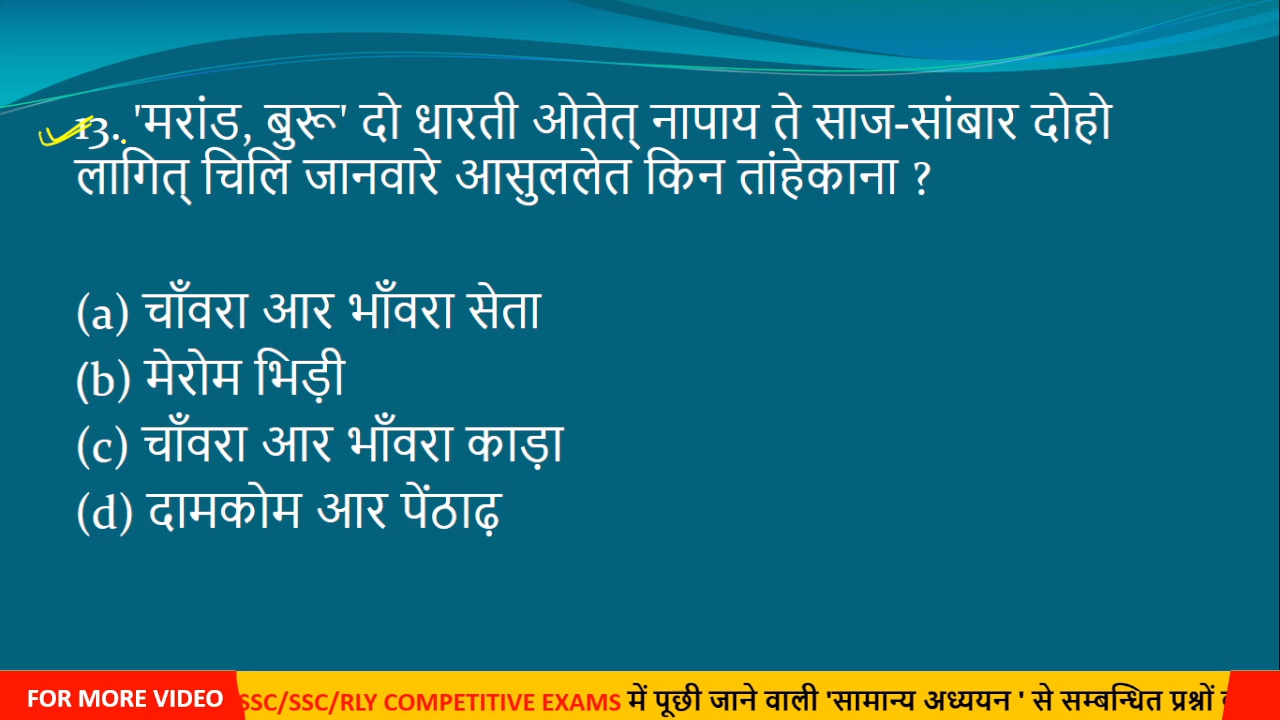 13. 'मरांड, बुरू' दो धारती ओतेत् नापाय ते साज-सांबार दोहो
लागित् चिलि जानवारे आसुललेत किन तांहेकाना ?
(a) चाँवरा आर भाँवरा सेता
(b) मेरोम भिड़ी
(c) चाँवरा आर भाँवरा काड़ा
(d) दामकोम आर पेंठाढ़
FOR MORE VIDEO SSC/SSC/RLY COMPETITIVE EXAMS में पूछी जाने वाली 'सामान्य अध्ययन ' से सम्बन्धित प्रश्नों